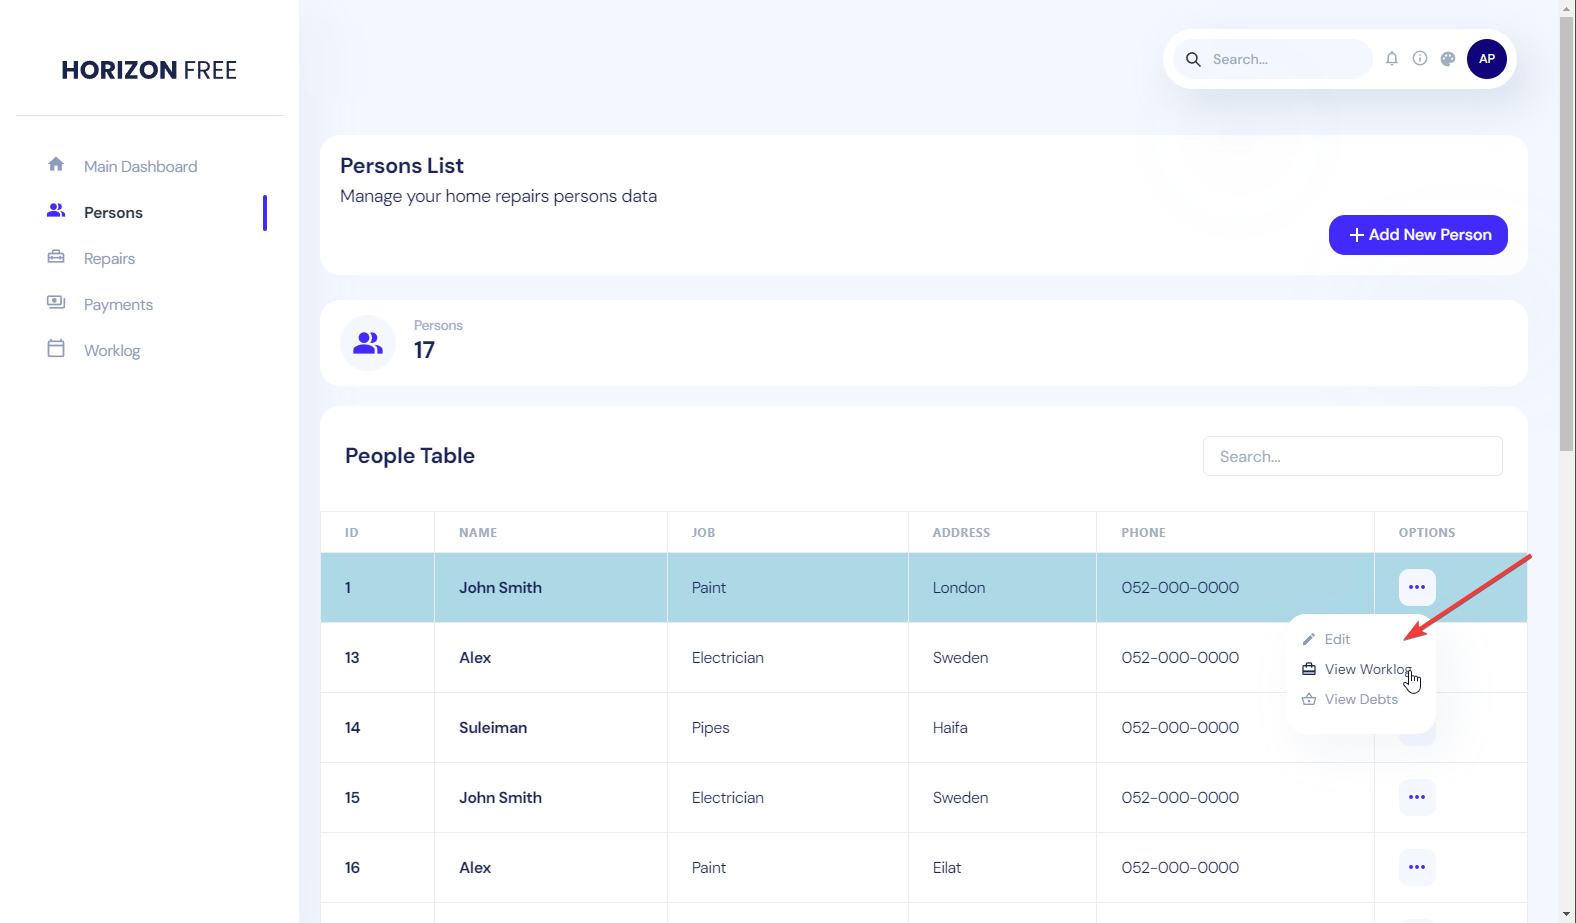 HORIZON FREE
Main Dashboard
Persons
Repairs
Payments
Worklog
Search...
AP
Persons List
Manage your home repairs persons data
+ Add New Person
Persons
17
People Table
Search...
ID NAME JOB ADDRESS PHONE OPTIONS
1 John Smith Paint London 052-000-0000
Edit
View Worklog
View Debts
13 Alex Electrician Sweden 052-000-0000
14 Suleiman Pipes Haifa 052-000-0000
15 John Smith Electrician Sweden 052-000-0000
16 Alex Paint Eilat 052-000-0000